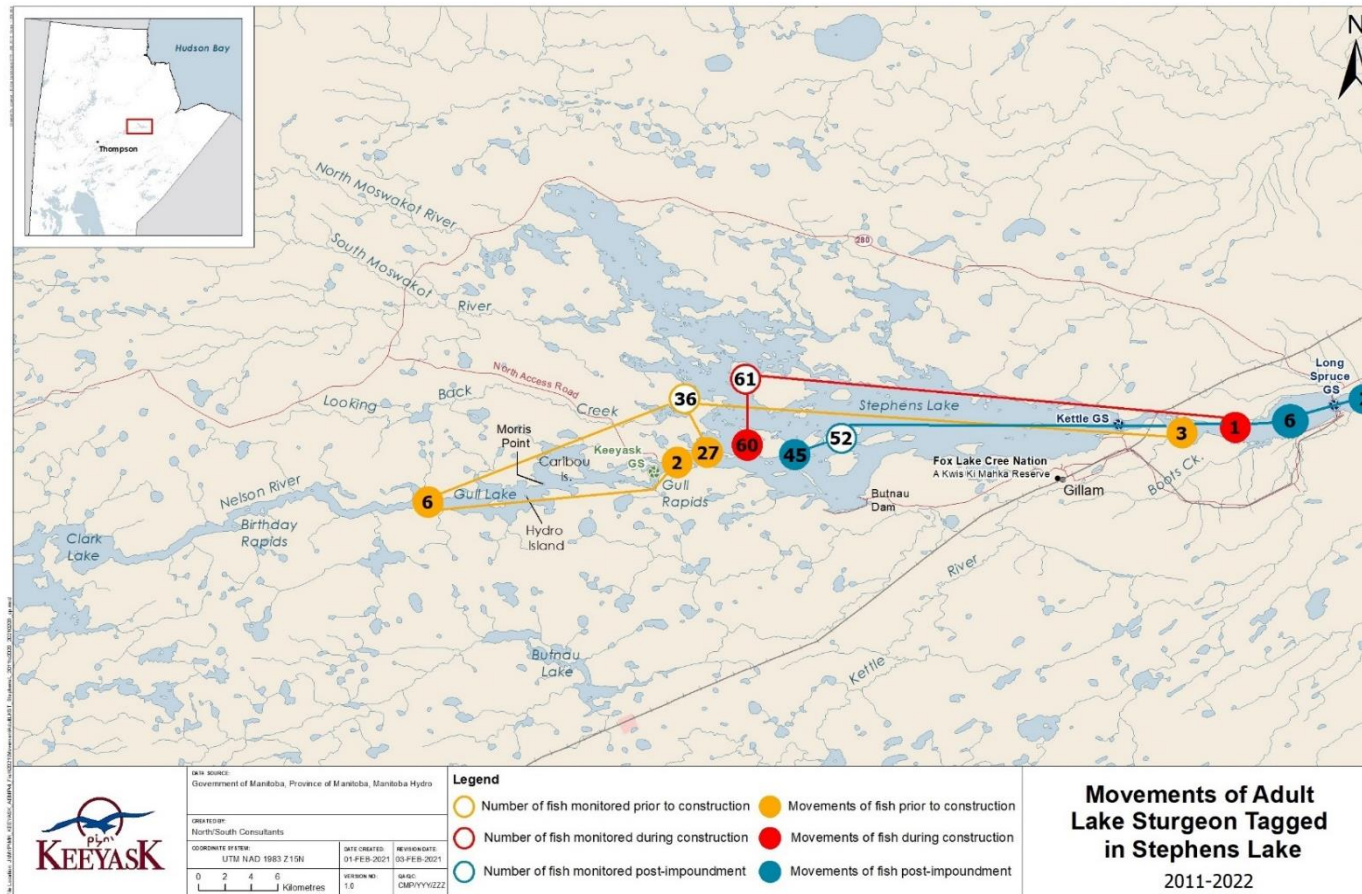 Hudson Bay
Thompson
N
North Moswakot River
South Moswakot
River
280
North Access Road
Looking
Back
Creek
36
61
Stephens Lake
Kettle GS
Long
Spruce
GS
6
1
3
52
45
60
27
2
Keeyask
GS
Morris
Point
Caribou
Is.
Gull
Rapids
6
Gull Lake
Hydro
Island
Nelson River
Birthday
Rapids
Clark
Lake
Fox Lake Cree Nation
A Kwis Ki Mahka Reserve
Gillam
Boots Ck.
Butnau
Dam
Butnau
Lake
Kettle
River
KEEYASK
DATA SOURCE:
Government of Manitoba, Province of Manitoba, Manitoba Hydro
CREATED BY:
North/South Consultants
COORDINATE SYSTEM:
UTM NAD 1983 Z15N
DATE CREATED:
01-FEB-2021
REVISION DATE:
03-FEB-2021
0 2 4 6
Kilometres
VERSION NO:
1.0
QA/QC:
CMP/YYY/ZZZ
Legend
Number of fish monitored prior to construction
Number of fish monitored during construction
Number of fish monitored post-impoundment
Movements of fish prior to construction
Movements of fish during construction
Movements of fish post-impoundment
Movements of Adult
Lake Sturgeon Tagged
in Stephens Lake
2011-2022